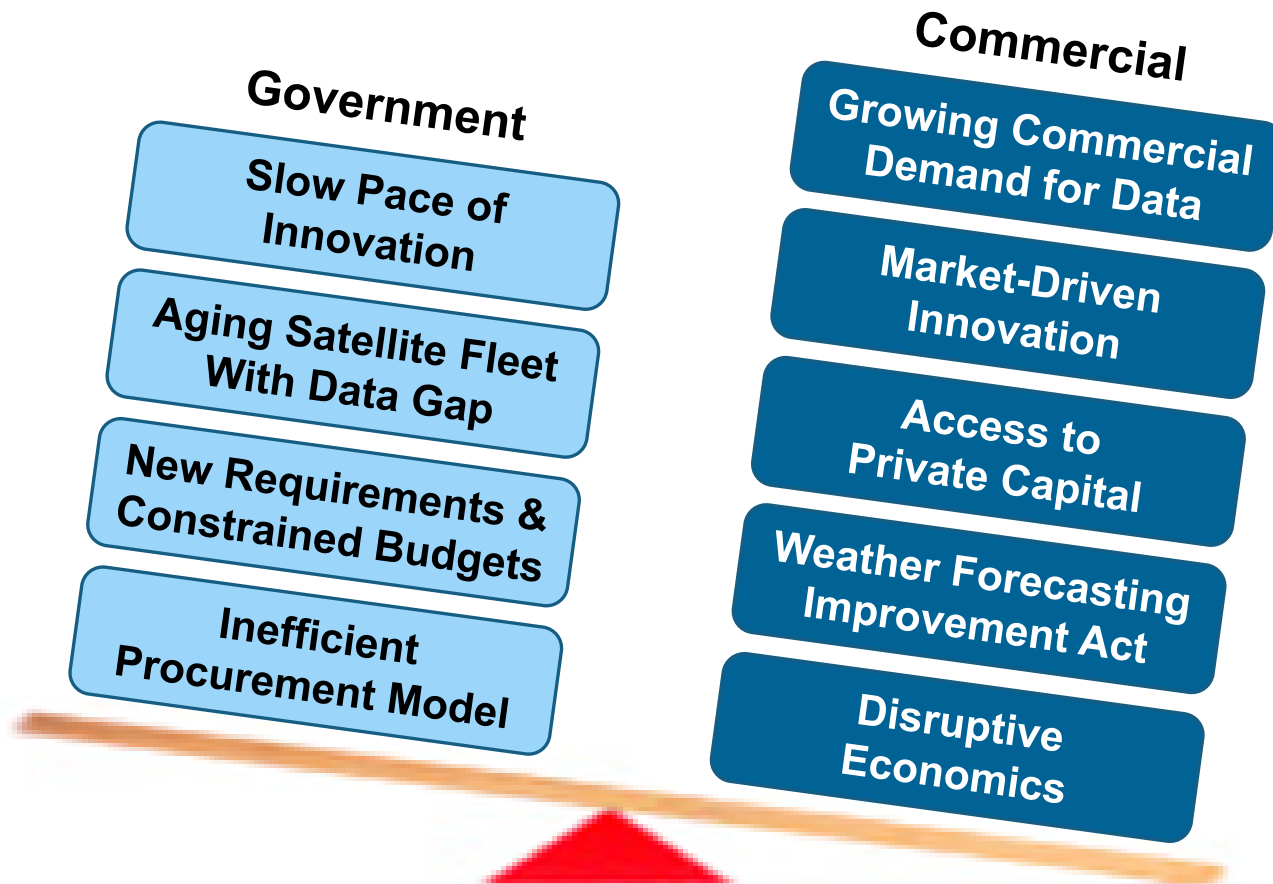 Government
Slow Pace of
Innovation
Aging Satellite Fleet
With Data Gap
New Requirements &
Constrained Budgets
Inefficient
Procurement Model
Commercial
Growing Commercial
Demand for Data
Market-Driven
Innovation
Access to
Private Capital
Weather Forecasting
Improvement Act
Disruptive
Economics